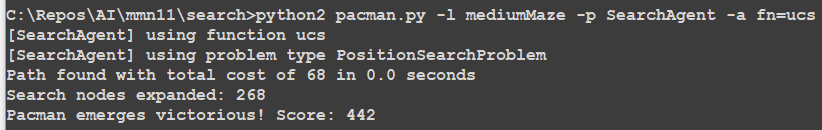 C:\Repos\AI\mmn11\search>python2 pacman.py -l mediumMaze -p SearchAgent -a fn=ucs
[SearchAgent] using function ucs
[SearchAgent] using problem type PositionSearchProblem
Path found with total cost of 68 in 0.0 seconds
Search nodes expanded: 268
Pacman emerges victorious! Score: 442